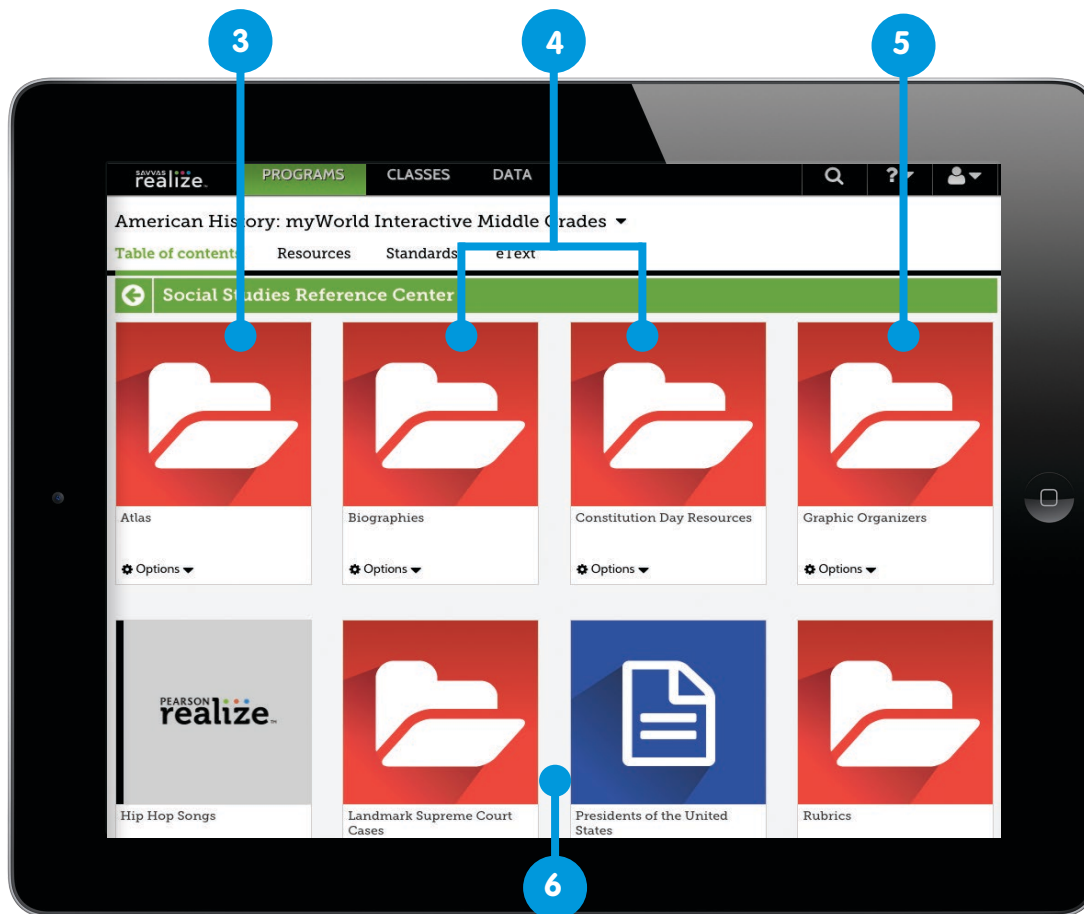 3
4
5
SAVVAS realize™ PROGRAMS CLASSES DATA ?
American History: myWorld Interactive Middle Grades
Table of contents Resources Standards eText
Social Studies Reference Center
Atlas
Biographies
Constitution Day Resources
Graphic Organizers
Options
Options
Options
Options
PEARSON
realize™
Hip Hop Songs
Landmark Supreme Court
Cases
Presidents of the United
States
Rubrics
6